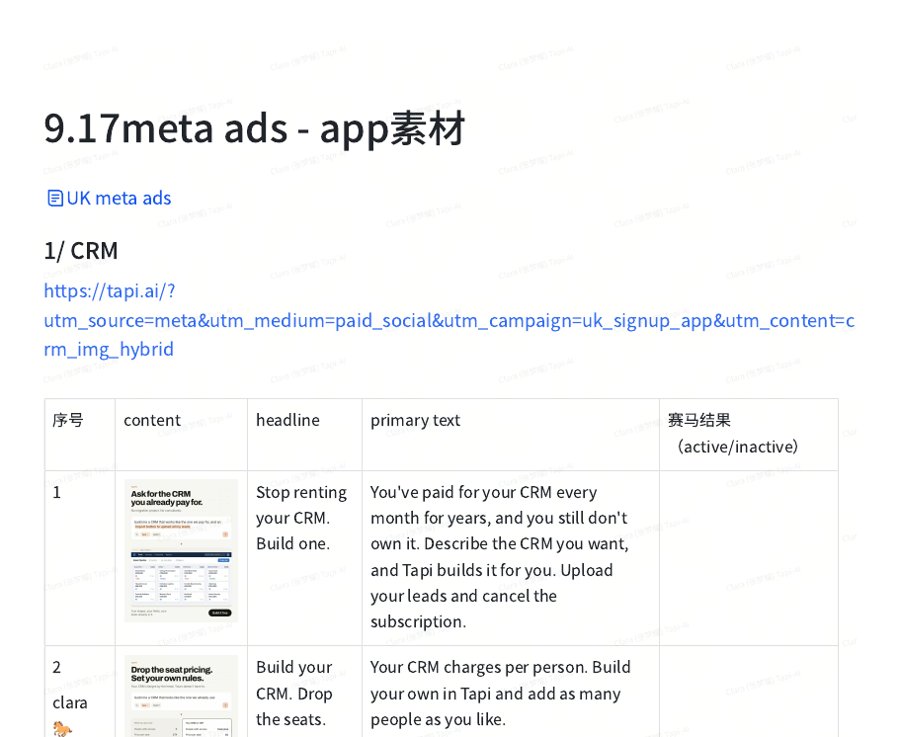 9.17meta ads - app素材
UK meta ads
1/ CRM
https://tapi.ai/?
utm_source=meta&utm_medium=paid_social&utm_campaign=uk_signup_app&utm_content=c
rm_img_hybrid
序号
content
headline
primary text
赛马结果
（active/inactive）
1
Ask for the CRM
you already pay for.
Stop renting
your CRM.
Build one.
You've paid for your CRM every
month for years, and you still don't
own it. Describe the CRM you want,
and Tapi builds it for you. Upload
your leads and cancel the
subscription.
2
clara
Drop the seat pricing.
Set your own rules.
Build your
CRM. Drop
the seats.
Your CRM charges per person. Build
your own in Tapi and add as many
people as you like.